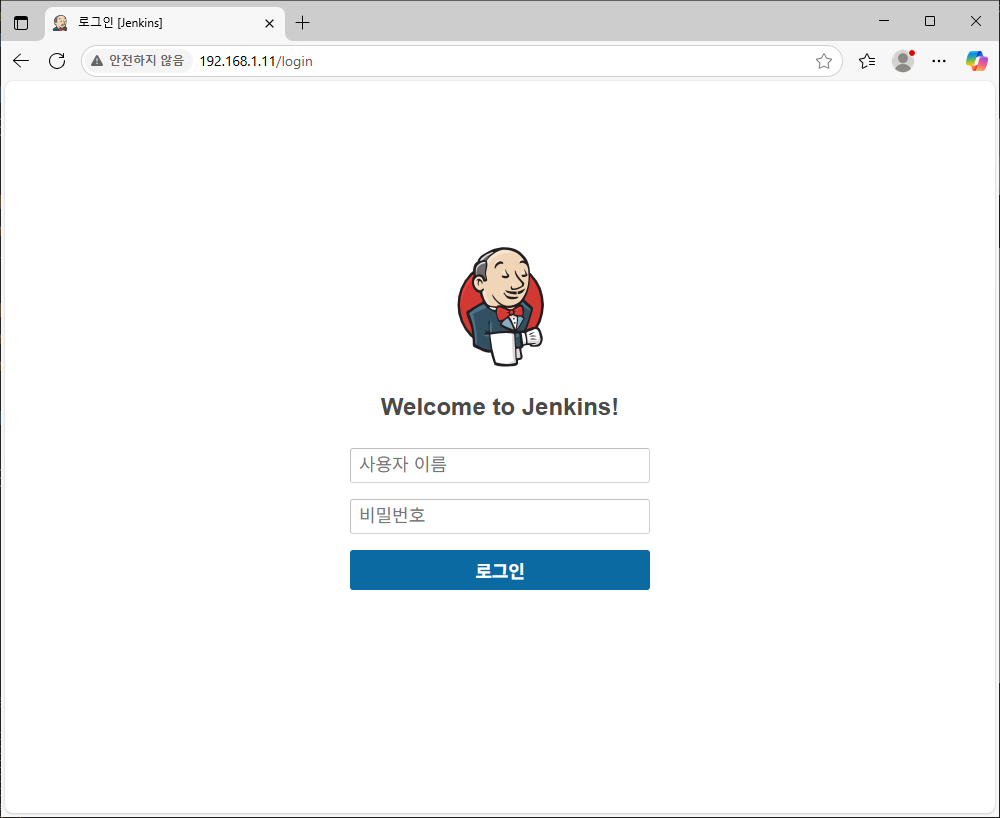 로그인 [Jenkins]
안전하지 않음 192.168.1.11/login
Welcome to Jenkins!
사용자 이름
비밀번호
로그인